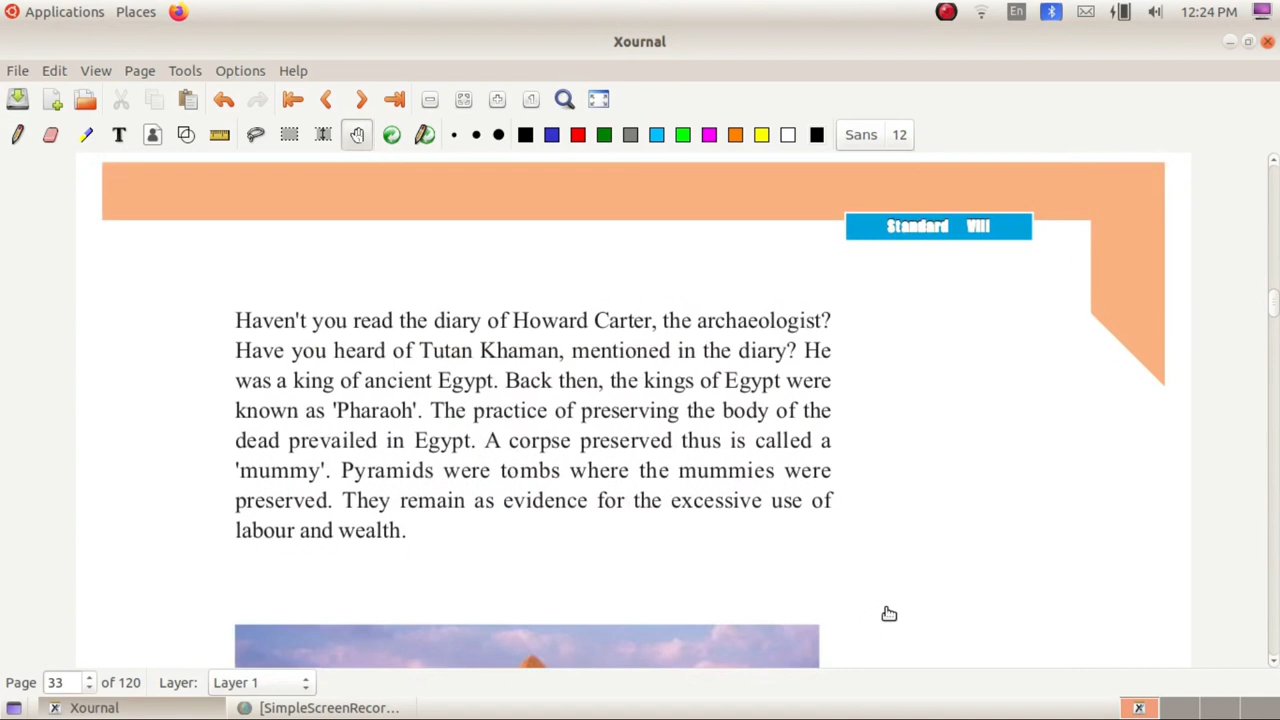 Applications Places En 12:24 PM
Xournal
File Edit View Page Tools Options Help
T Sans 12
Standard VIII
Haven't you read the diary of Howard Carter, the archaeologist?
Have you heard of Tutan Khaman, mentioned in the diary? He
was a king of ancient Egypt. Back then, the kings of Egypt were
known as 'Pharaoh'. The practice of preserving the body of the
dead prevailed in Egypt. A corpse preserved thus is called a
'mummy'. Pyramids were tombs where the mummies were
preserved. They remain as evidence for the excessive use of
labour and wealth.
Page 33 of 120 Layer: Layer 1
Xournal [SimpleScreenRecor...